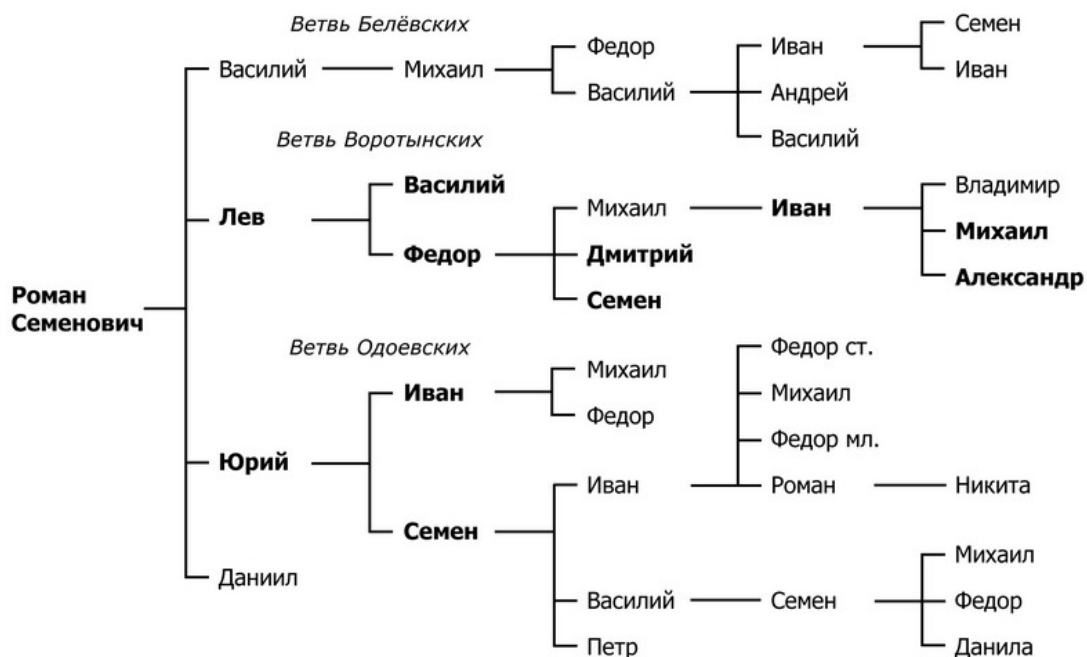 Ветвь Белёвских
Семен
Федор
Иван
Василий
Михаил
Иван
Василий
Андрей
Василий
Ветвь Воротынских
Василий
Владимир
Лев
Михаил
Иван
Михаил
Федор
Дмитрий
Александр
Семен
Роман
Семенович
Ветвь Одоевских
Федор ст.
Михаил
Иван
Михаил
Федор
Федор мл.
Юрий
Иван
Роман
Никита
Семен
Михаил
Даниил
Василий
Семен
Федор
Петр
Данила